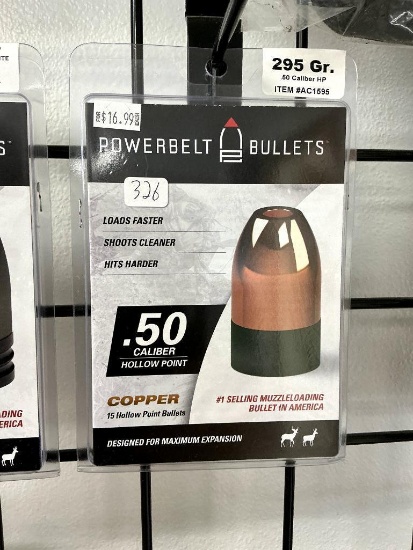 295 Gr.
.50 Caliber HP
ITEM #AC1595
$16.99
POWERBELT BULLETS™
326
LOADS FASTER
SHOOTS CLEANER
HITS HARDER
.50
CALIBER
HOLLOW POINT
COPPER
15 Hollow Point Bullets
#1 SELLING MUZZLELOADING
BULLET IN AMERICA
DESIGNED FOR MAXIMUM EXPANSION